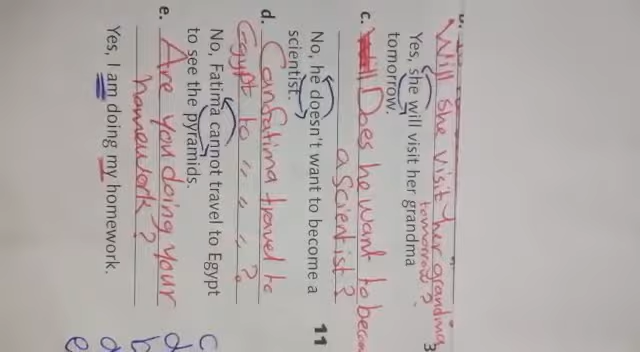 b.
Will She visit her grandma
tomorrow ?
3
Yes, she will visit her grandma
tomorrow.
c. Does he want to become
a scientist ?
No, he doesn't want to become a
scientist.
11
d. Can fatima travel to
Egypt to " " " ?
No, Fatima cannot travel to Egypt
to see the pyramids.
e. Are you doing your
homework ?
Yes, I am doing my homework.
c
d
b
a
e